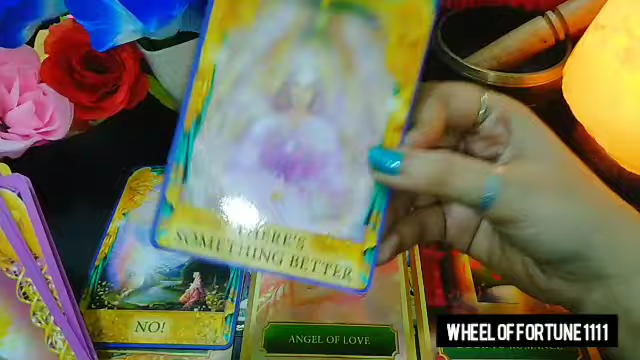 THERE'S
SOMETHING BETTER
NO!
ANGEL OF LOVE
WHEEL OF FORTUNE 1111